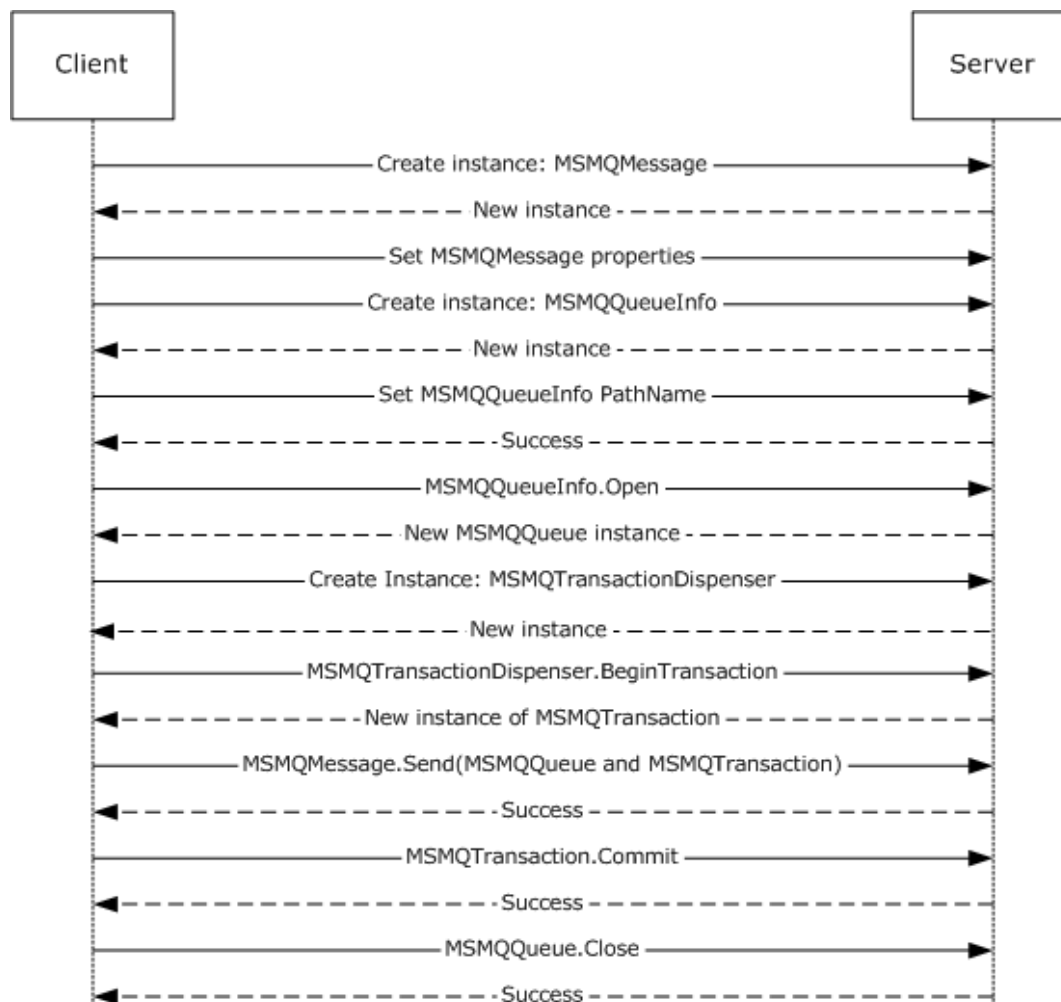 Client
Server
Create instance: MSMQMessage
New instance
Set MSMQMessage properties
Create instance: MSMQQueueInfo
New instance
Set MSMQQueueInfo PathName
Success
MSMQQueueInfo.Open
New MSMQQueue instance
Create Instance: MSMQTransactionDispenser
New instance
MSMQTransactionDispenser.BeginTransaction
New instance of MSMQTransaction
MSMQMessage.Send(MSMQQueue and MSMQTransaction)
Success
MSMQTransaction.Commit
Success
MSMQQueue.Close
Success